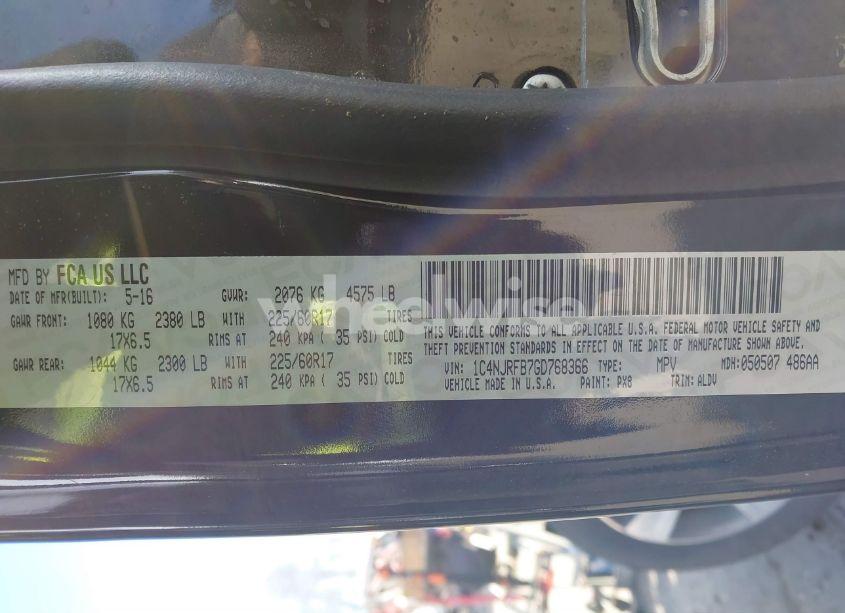 MFD BY FCA US LLC
DATE OF MFR(BUILT): 5-16 GVWR: 2076 KG 4575 LB
GAWR FRONT: 1080 KG 2380 LB WITH 225/60R17 TIRES
17X6.5 RIMS AT 240 KPA ( 35 PSI) COLD
GAWR REAR: 1044 KG 2300 LB WITH 225/60R17 TIRES
17X6.5 RIMS AT 240 KPA ( 35 PSI) COLD
THIS VEHICLE CONFORMS TO ALL APPLICABLE U.S.A. FEDERAL MOTOR VEHICLE SAFETY AND
THEFT PREVENTION STANDARDS IN EFFECT ON THE DATE OF MANUFACTURE SHOWN ABOVE.
VIN: 1C4NJRFB7GD768366 TYPE: MPV MDH: 050507 486AA
VEHICLE MADE IN U.S.A. PAINT: PX8 TRIM: ALDV
wheelwise